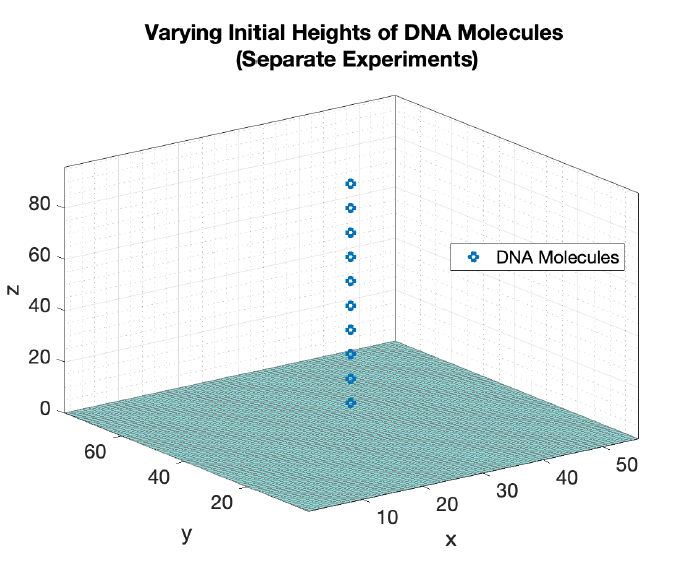 Varying Initial Heights of DNA Molecules
(Separate Experiments)
80
60
40
20
0
z
DNA Molecules
60
40
20
y
10
20
30
40
50
x